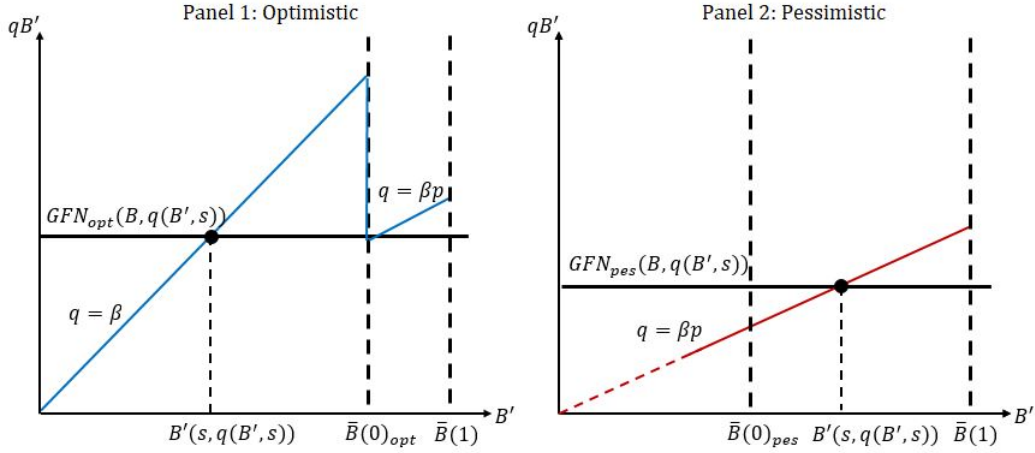 Panel 1: Optimistic
qB′
GFN_opt(B, q(B′, s))
q = β
q = βp
B′(s, q(B′, s))
B̄(0)_opt
B̄(1)
B′
Panel 2: Pessimistic
qB′
GFN_pes(B, q(B′, s))
q = βp
B̄(0)_pes
B′(s, q(B′, s))
B̄(1)
B′